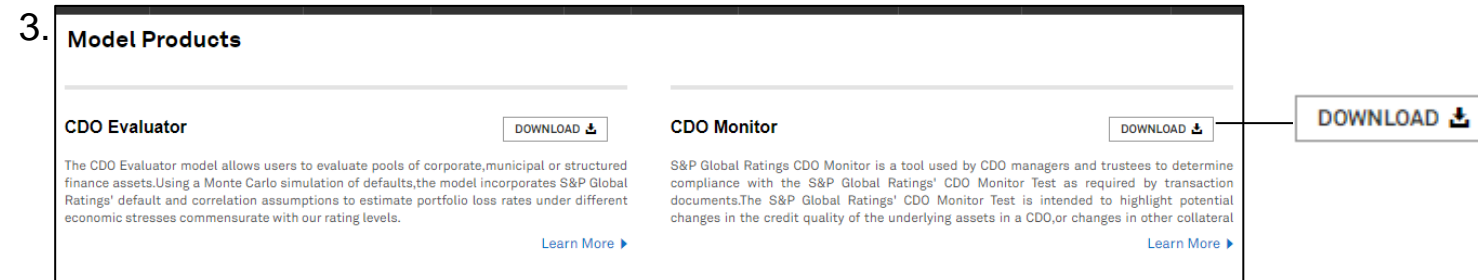 3.
Model Products
CDO Evaluator
DOWNLOAD
The CDO Evaluator model allows users to evaluate pools of corporate,municipal or structured
finance assets.Using a Monte Carlo simulation of defaults,the model incorporates S&P Global
Ratings' default and correlation assumptions to estimate portfolio loss rates under different
economic stresses commensurate with our rating levels.
Learn More
CDO Monitor
DOWNLOAD
S&P Global Ratings CDO Monitor is a tool used by CDO managers and trustees to determine
compliance with the S&P Global Ratings' CDO Monitor Test as required by transaction
documents.The S&P Global Ratings' CDO Monitor Test is intended to highlight potential
changes in the credit quality of the underlying assets in a CDO,or changes in other collateral
Learn More
DOWNLOAD